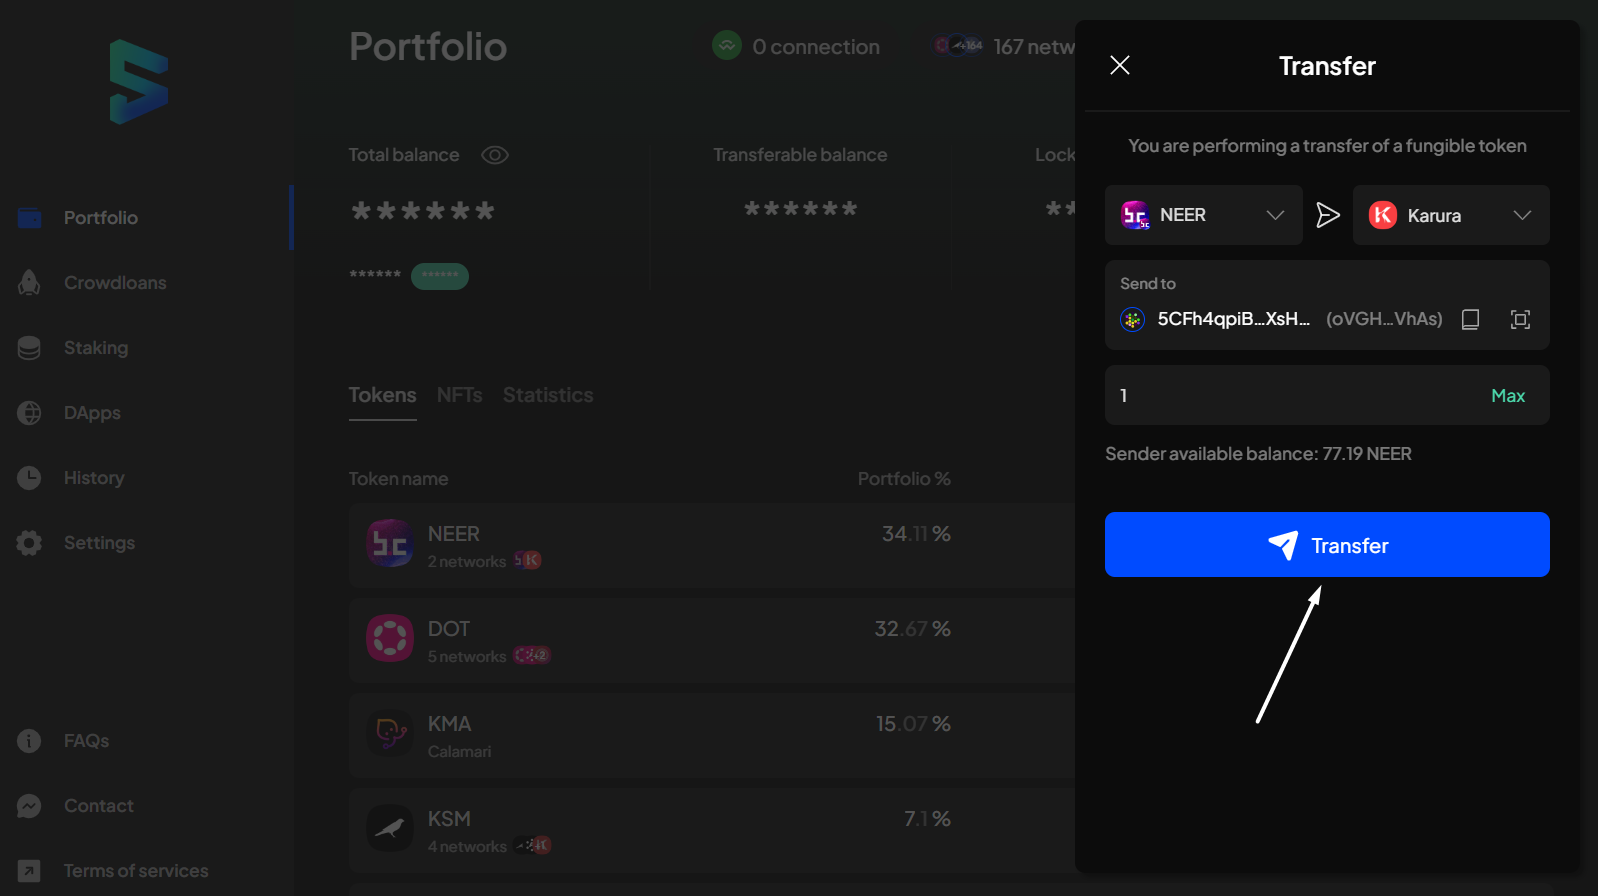 Portfolio
0 connection
+164
167 netw
Total balance
******
******
******
Transferable balance
******
Lock
**
Portfolio
Crowdloans
Staking
DApps
History
Settings
FAQs
Contact
Terms of services
Tokens NFTs Statistics
Token name Portfolio %
NEER 34.11 %
2 networks
DOT 32.67 %
5 networks +2
KMA 15.07 %
Calamari
KSM 7.1 %
4 networks
Transfer
You are performing a transfer of a fungible token
NEER
Karura
Send to
5CFh4qpiB...XsH... (oVGH...VhAs)
1 Max
Sender available balance: 77.19 NEER
Transfer